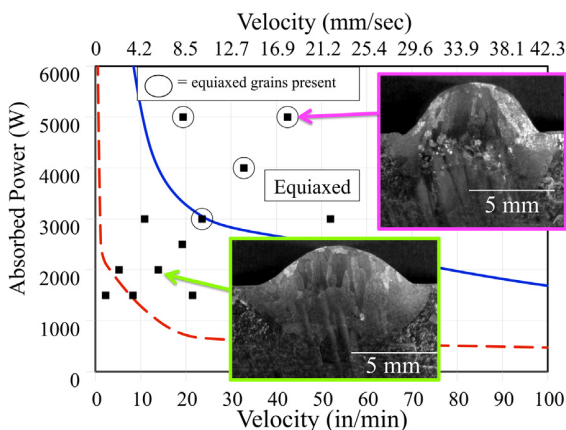 Velocity (mm/sec)
0 4.2 8.5 12.7 16.9 21.2 25.4 29.6 33.9 38.1 42.3
6000
= equiaxed grains present
5000
4000
Equiaxed
3000
2000
1000
0
Absorbed Power (W)
5 mm
5 mm
0 10 20 30 40 50 60 70 80 90 100
Velocity (in/min)